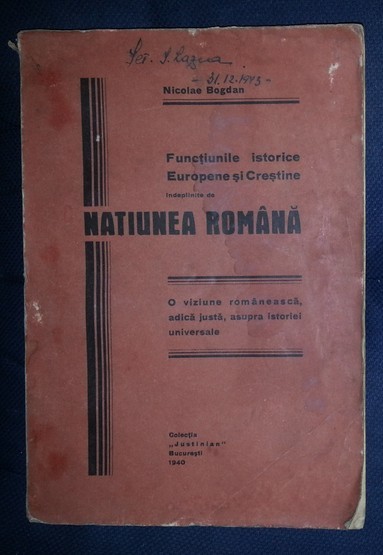 31.12.1943 -
Nicolae Bogdan
Funcțiunile istorice
Europene și Creștine
îndeplinite de
NAȚIUNEA ROMÂNĂ
O viziune românească,
adică justă, asupra istoriei
universale
Colecția
„Justinian”
București
1940